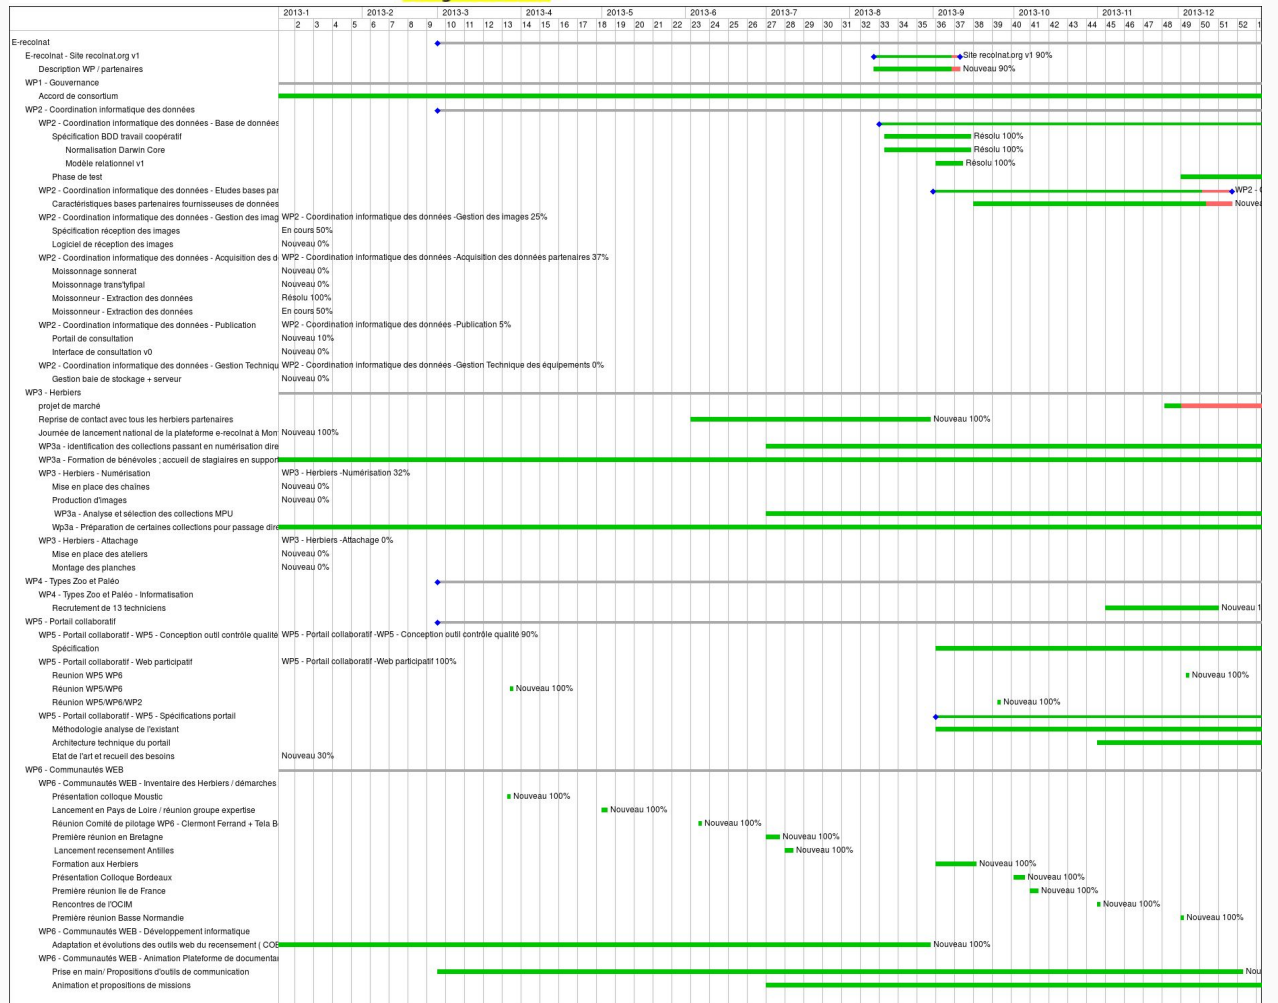 2013-1 2013-2 2013-3 2013-4 2013-5 2013-6 2013-7 2013-8 2013-9 2013-10 2013-11 2013-12
2 3 4 5 6 7 8 9 10 11 12 13 14 15 16 17 18 19 20 21 22 23 24 25 26 27 28 29 30 31 32 33 34 35 36 37 38 39 40 41 42 43 44 45 46 47 48 49 50 51 52
E-recolnat
E-recolnat - Site recolnat.org v1 Site recolnat.org v1 90%
Description WP / partenaires Nouveau 90%
WP1 - Gouvernance
Accord de consortium
WP2 - Coordination informatique des données
WP2 - Coordination informatique des données - Base de données
Spécification BDD travail coopératif Résolu 100%
Normalisation Darwin Core Résolu 100%
Modèle relationnel v1 Résolu 100%
Phase de test
WP2 - Coordination informatique des données - Etudes bases par WP2 -
Caractéristiques bases partenaires fournisseuses de données Nouvea
WP2 - Coordination informatique des données - Gestion des imag WP2 - Coordination informatique des données -Gestion des images 25%
Spécification réception des images En cours 50%
Logiciel de réception des images Nouveau 0%
WP2 - Coordination informatique des données - Acquisition des d WP2 - Coordination informatique des données -Acquisition des données partenaires 37%
Moissonnage sonnerat Nouveau 0%
Moissonnage trans'tyfipal Nouveau 0%
Moissonneur - Extraction des données Résolu 100%
Moissonneur - Extraction des données En cours 50%
WP2 - Coordination informatique des données - Publication WP2 - Coordination informatique des données -Publication 5%
Portail de consultation Nouveau 10%
Interface de consultation v0 Nouveau 0%
WP2 - Coordination informatique des données - Gestion Techniqu WP2 - Coordination informatique des données -Gestion Technique des équipements 0%
Gestion baie de stockage + serveur Nouveau 0%
WP3 - Herbiers
projet de marché
Reprise de contact avec tous les herbiers partenaires Nouveau 100%
Journée de lancement national de la plateforme e-recolnat à Mon Nouveau 100%
WP3a - identification des collections passant en numérisation dire
WP3a - Formation de bénévoles ; accueil de stagiaires en suppor
WP3 - Herbiers - Numérisation WP3 - Herbiers -Numérisation 32%
Mise en place des chaînes Nouveau 0%
Production d'images Nouveau 0%
WP3a - Analyse et sélection des collections MPU
Wp3a - Préparation de certaines collections pour passage dire
WP3 - Herbiers - Attachage WP3 - Herbiers -Attachage 0%
Mise en place des ateliers Nouveau 0%
Montage des planches Nouveau 0%
WP4 - Types Zoo et Paléo
WP4 - Types Zoo et Paléo - Informatisation
Recrutement de 13 techniciens Nouveau 1
WP5 - Portail collaboratif
WP5 - Portail collaboratif - WP5 - Conception outil contrôle qualité WP5 - Portail collaboratif -WP5 - Conception outil contrôle qualité 90%
Spécification
WP5 - Portail collaboratif - Web participatif WP5 - Portail collaboratif -Web participatif 100%
Reunion WP5 WP6 Nouveau 100%
Réunion WP5/WP6 Nouveau 100%
Réunion WP5/WP6/WP2 Nouveau 100%
WP5 - Portail collaboratif - WP5 - Spécifications portail
Méthodologie analyse de l'existant
Architecture technique du portail
Etat de l'art et recueil des besoins Nouveau 30%
WP6 - Communautés WEB
WP6 - Communautés WEB - Inventaire des Herbiers / démarches
Présentation colloque Moustic Nouveau 100%
Lancement en Pays de Loire / réunion groupe expertise Nouveau 100%
Réunion Comité de pilotage WP6 - Clermont Ferrand + Tela B Nouveau 100%
Première réunion en Bretagne Nouveau 100%
Lancement recensement Antilles Nouveau 100%
Formation aux Herbiers Nouveau 100%
Présentation Colloque Bordeaux Nouveau 100%
Première réunion Ile de France Nouveau 100%
Rencontres de l'OCIM Nouveau 100%
Première réunion Basse Normandie Nouveau 100%
WP6 - Communautés WEB - Développement informatique
Adaptation et évolutions des outils web du recensement ( COE Nouveau 100%
WP6 - Communautés WEB - Animation Plateforme de documenta
Prise en main/ Propositions d'outils de communication Nou
Animation et propositions de missions